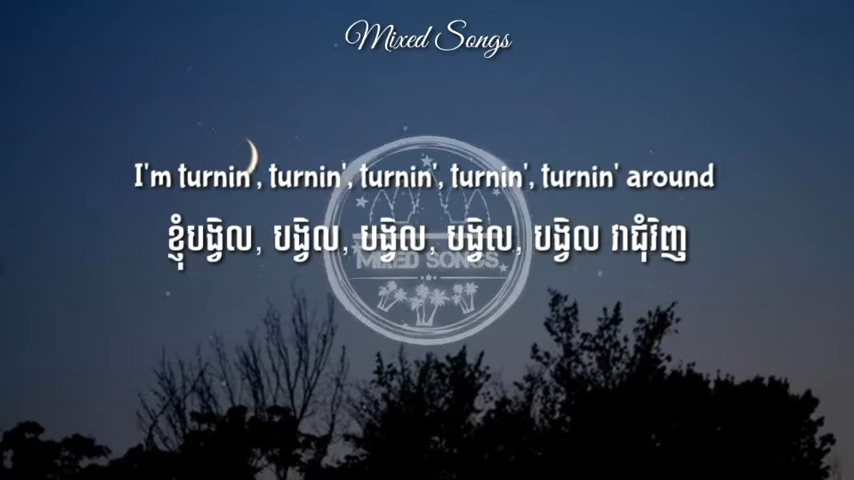 Mixed Songs
I'm turnin', turnin', turnin', turnin', turnin' around
ខ្ញុំបង្វិល, បង្វិល, បង្វិល, បង្វិល, បង្វិល វាជុំវិញ
MIXED SONGS